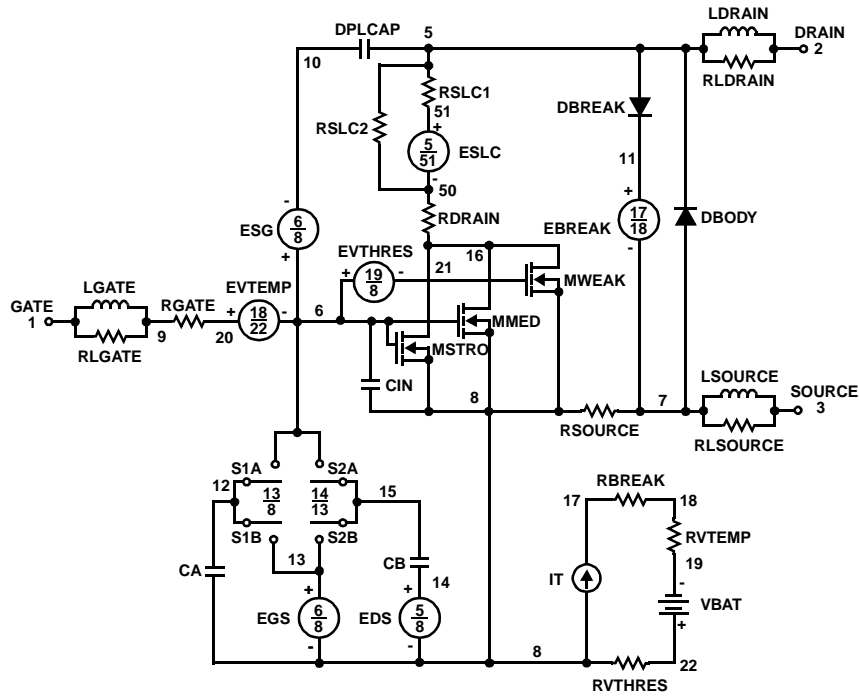 LDRAIN
DPLCAP 5 DRAIN
10 2
RSLC1 RLDRAIN
51 DBREAK
RSLC2 +
5
51 ESLC 11
- 50
- +
ESG 6
8 RDRAIN EBREAK 17
18 DBODY
+ EVTHRES 16 -
+ 19
8 - 21 MWEAK
LGATE EVTEMP
GATE RGATE + 18
22 - 6 MMED
1 9 20
RLGATE MSTRO
CIN LSOURCE
8 7 SOURCE
3
RSOURCE RLSOURCE
S1A S2A
12 13
8 14
13 15 RBREAK
S1B S2B 17 18
13 RVTEMP
CA CB 19
+ + 14 IT -
EGS 6
8 EDS 5
8 VBAT
- - +
8 22
RVTHRES